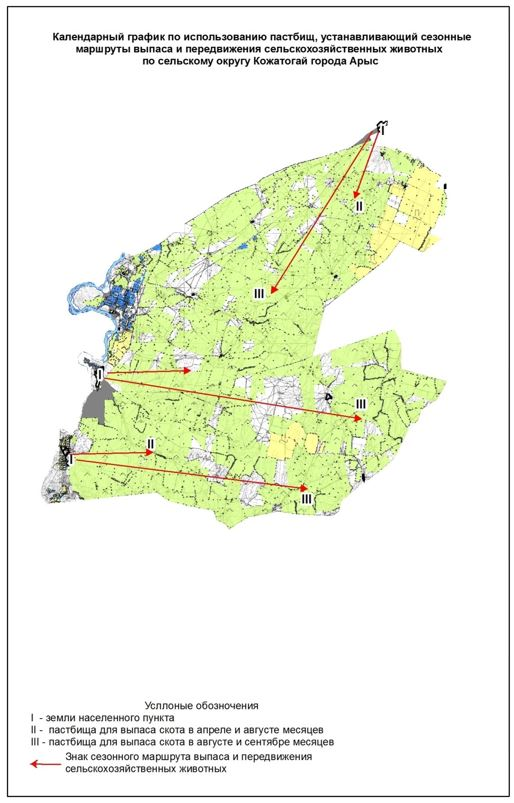 Календарный график по использованию пастбищ, устанавливающий сезонные
маршруты выпаса и передвижения сельскохозяйственных животных
по сельскому округу Кожатогай города Арыс
I
II
III
I
III
II
I
III
Усллоные обозночения
I - земли населенного пункта
II - пастбища для выпаса скота в апреле и августе месяцев
III - пастбища для выпаса скота в августе и сентябре месяцев
Знак сезонного маршрута выпаса и передвижения
сельскохозяйственных животных